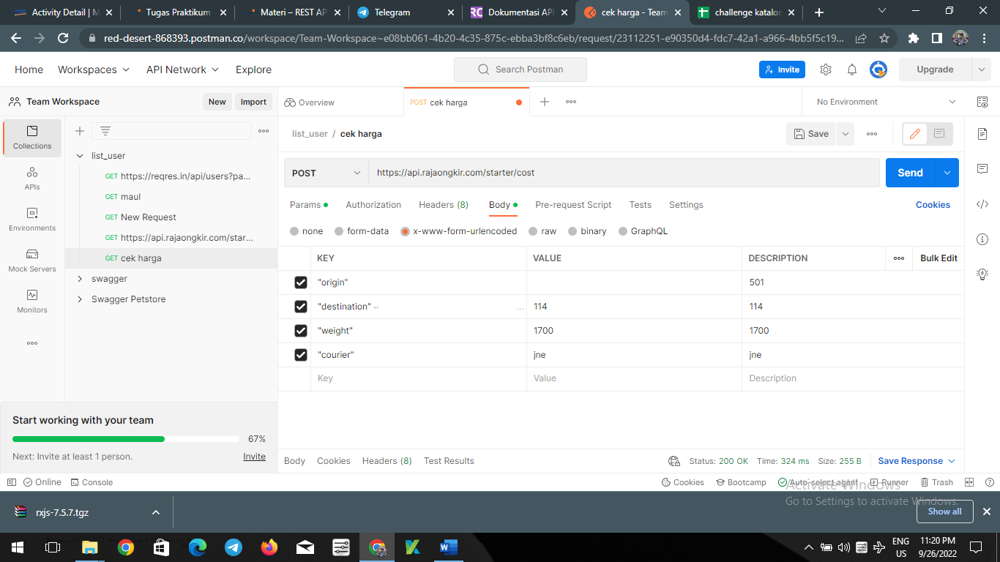 Activity Detail | M
Tugas Praktikum
Materi – REST AP
Telegram
Dokumentasi API
cek harga - Team
challenge katalon
red-desert-868393.postman.co/workspace/Team-Workspace~e08bb061-4b20-4c35-875c-ebba3bf8c6eb/request/23112251-e90350d4-fdc7-42a1-a966-4bb5f5c19...
Home Workspaces API Network Explore Search Postman Invite Upgrade
Team Workspace New Import Overview POST cek harga No Environment
Collections
APIs
Environments
Mock Servers
Monitors
list_user
GET https://reqres.in/api/users?pa...
GET maul
GET New Request
GET https://api.rajaongkir.com/star...
GET cek harga
swagger
Swagger Petstore
Start working with your team
67%
Next: Invite at least 1 person. Invite
list_user / cek harga Save
POST https://api.rajaongkir.com/starter/cost Send
Params Authorization Headers (8) Body Pre-request Script Tests Settings Cookies
none form-data x-www-form-urlencoded raw binary GraphQL
KEY VALUE DESCRIPTION Bulk Edit
"origin" 501
"destination" ... 114 114
"weight" 1700 1700
"courier" jne jne
Key Value Description
Body Cookies Headers (8) Test Results Status: 200 OK Time: 324 ms Size: 255 B Save Response
Online Console Cookies Bootcamp Auto-select agent Runner Trash
Activate Windows
Go to Settings to activate Windows.
rxjs-7.5.7.tgz Show all
ENG
US
11:20 PM
9/26/2022